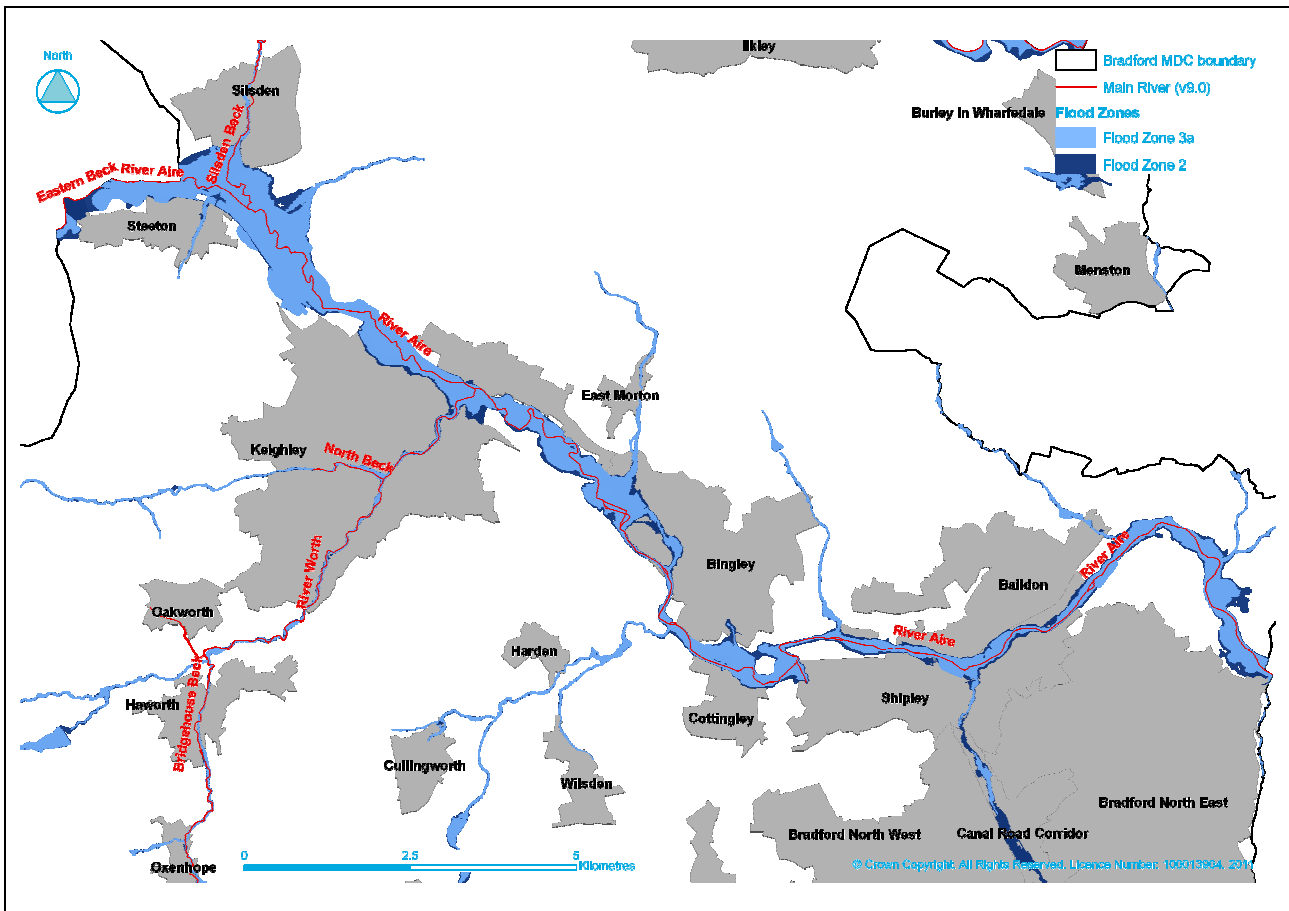 North
Ilkley
Bradford MDC boundary
Main River (v9.0)
Flood Zones
Flood Zone 3a
Flood Zone 2
Silsden
Silsden Beck
Burley in Wharfedale
Eastern Beck
River Aire
Steeton
Menston
River Aire
East Morton
Keighley
North Beck
River Worth
Bingley
Baildon
River Aire
Oakworth
River Aire
Harden
Bridgehouse Beck
Haworth
Shipley
Cottingley
Cullingworth
Wilsden
Bradford North East
Bradford North West
Canal Road Corridor
Oxenhope
0
2.5
5
Kilometres
© Crown Copyright. All Rights Reserved. Licence Number: